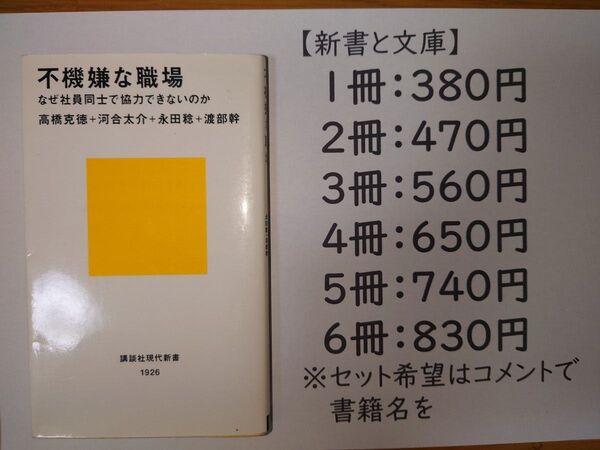 不機嫌な職場
なぜ社員同士で協力できないのか
高橋克徳+河合太介+永田稔+渡部幹
講談社現代新書
1926
【新書と文庫】
1冊：380円
2冊：470円
3冊：560円
4冊：650円
5冊：740円
6冊：830円
※セット希望はコメントで
書籍名を